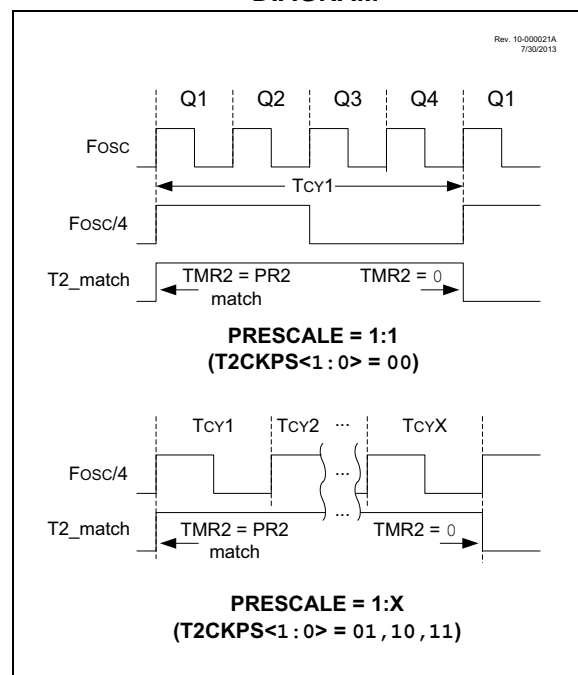 DIAGRAM
Rev. 10-000021A
7/30/2013
Q1 Q2 Q3 Q4 Q1
FOSC
TCY1
FOSC/4
T2_match
TMR2 = PR2 match
TMR2 = 0
PRESCALE = 1:1
(T2CKPS<1:0> = 00)
TCY1 TCY2 ... TCYX
FOSC/4
...
T2_match
...
TMR2 = PR2 match
TMR2 = 0
PRESCALE = 1:X
(T2CKPS<1:0> = 01,10,11)